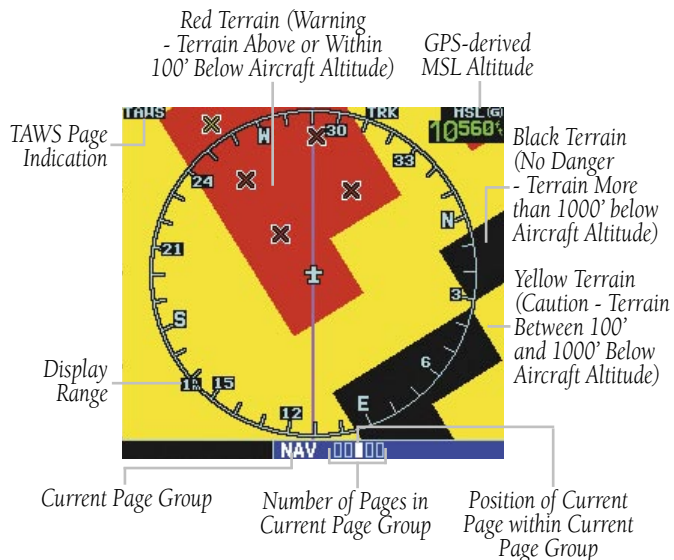 Red Terrain (Warning
- Terrain Above or Within
100' Below Aircraft Altitude)
GPS-derived
MSL Altitude
TAWS Page
Indication
TAWS
TRK
MSL(G)
10560
W
30
33
24
N
21
3
S
6
15
12
E
Black Terrain
(No Danger
- Terrain More
than 1000' below
Aircraft Altitude)
Yellow Terrain
(Caution - Terrain
Between 100'
and 1000' Below
Aircraft Altitude)
Display
Range
NAV
Current Page Group
Number of Pages in
Current Page Group
Position of Current
Page within Current
Page Group